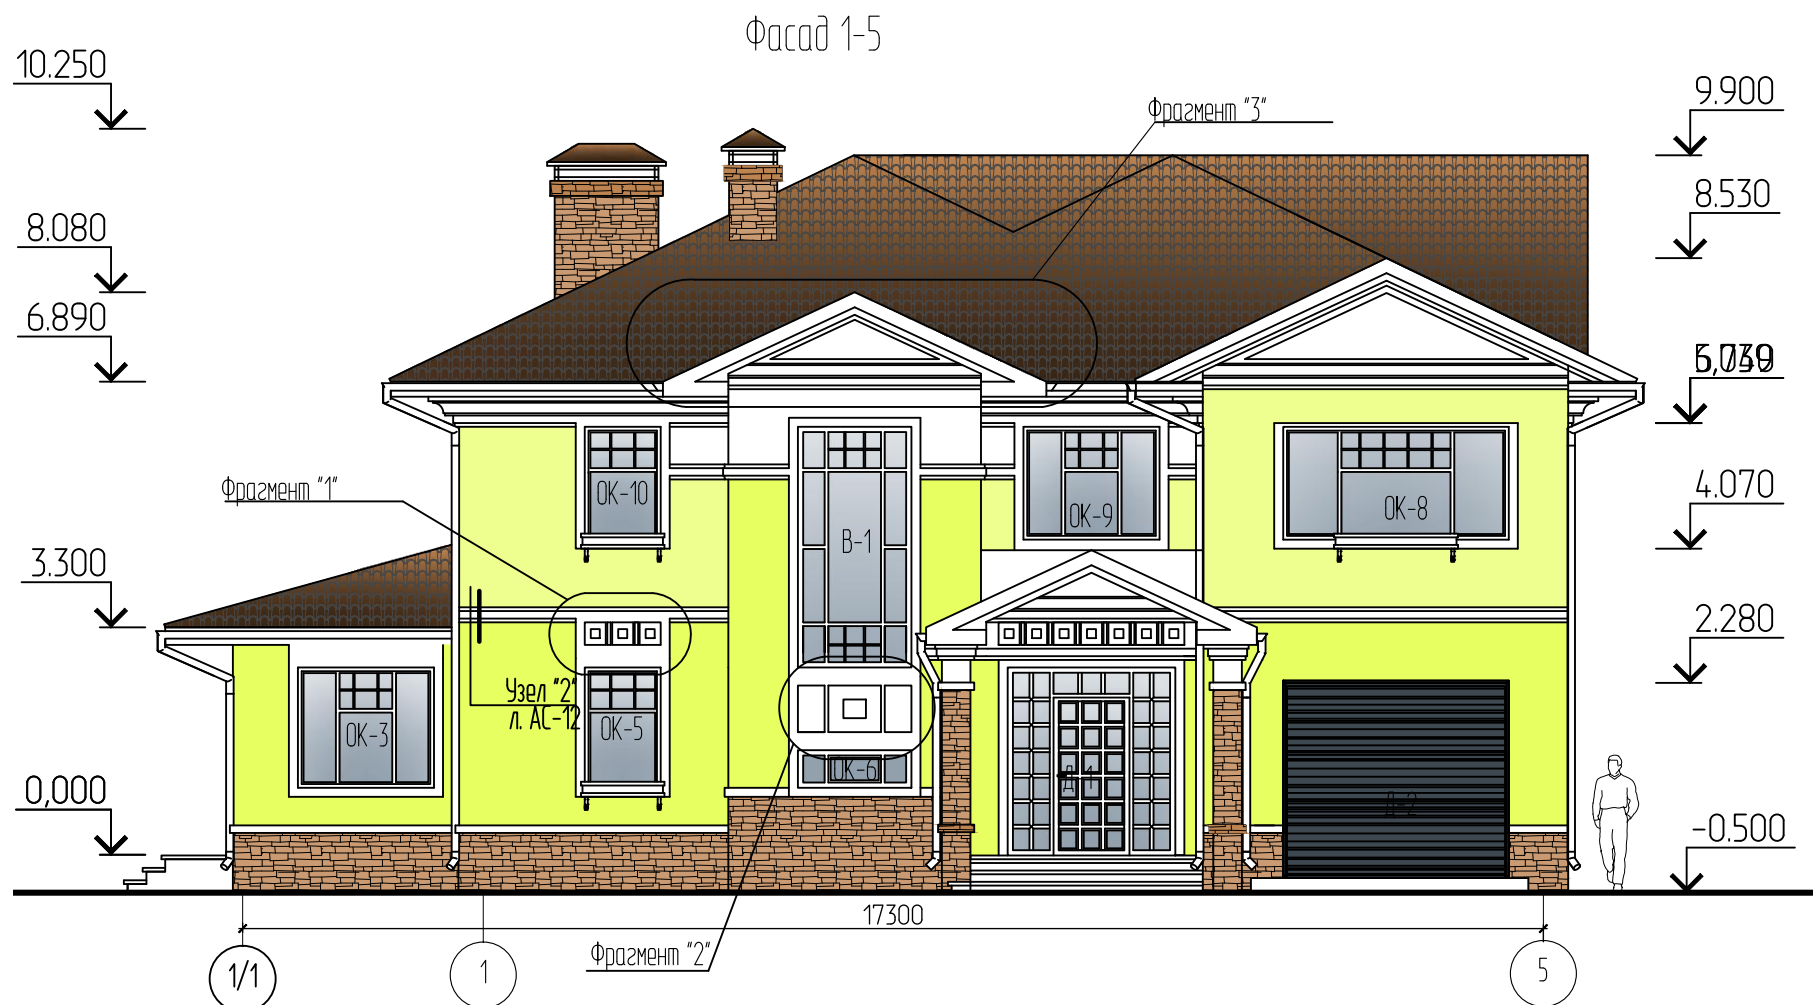 Фасад 1-5
10.250
8.080
6.890
3.300
0,000
9.900
8.530
4.070
2.280
-0.500
Фрагмент "3"
Фрагмент "1"
Узел "2"
л. АС-12
Фрагмент "2"
ОК-10
В-1
ОК-9
ОК-8
ОК-3
ОК-5
ОК-6
Д-1
Д-2
17300
1/1
1
5